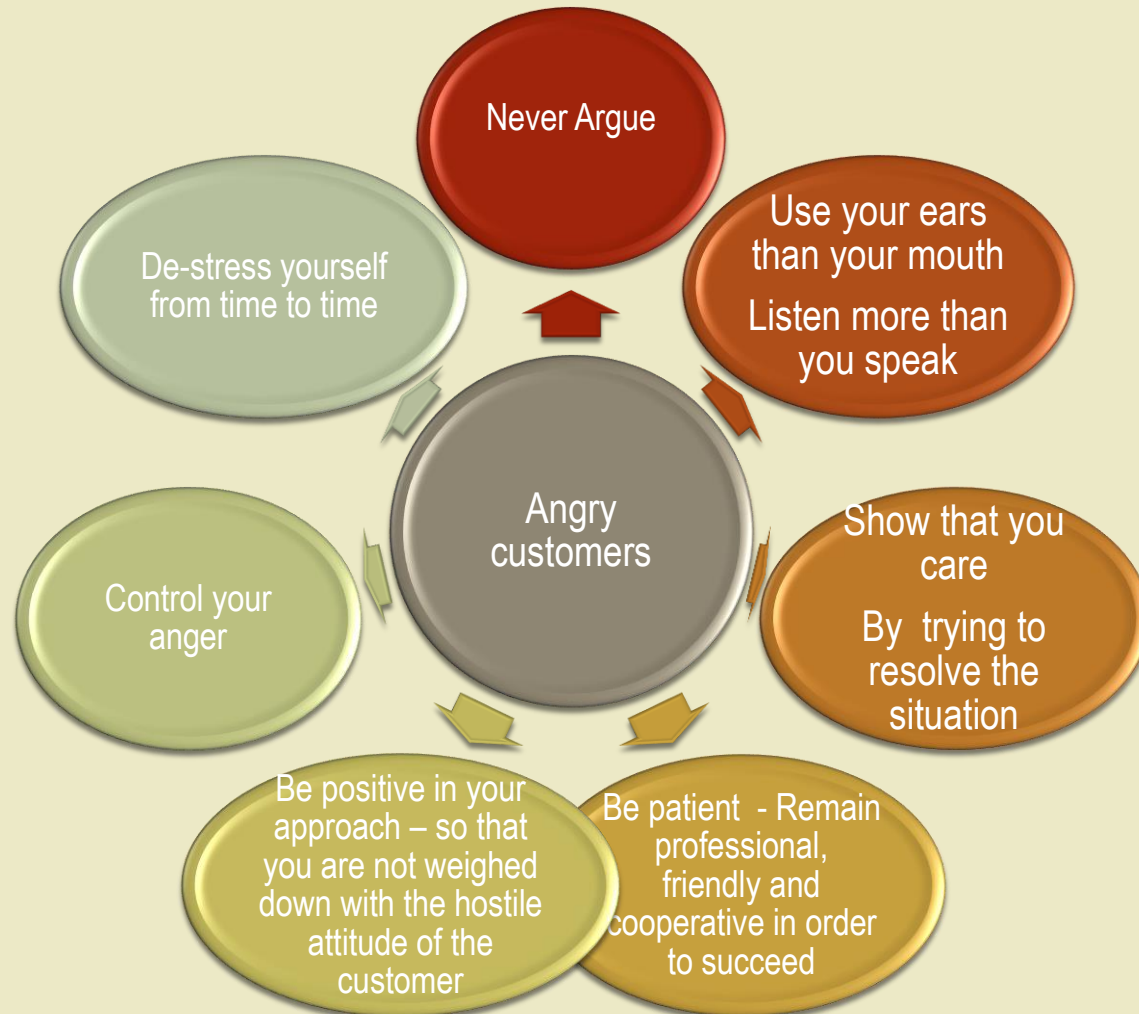 Never Argue
Use your ears
than your mouth
Listen more than
you speak
Show that you
care
By  trying to
resolve the
situation
Be patient  - Remain
professional,
friendly and
cooperative in order
to succeed
Be positive in your
approach – so that
you are not weighed
down with the hostile
attitude of the
customer
Control your
anger
De-stress yourself
from time to time
Angry
customers